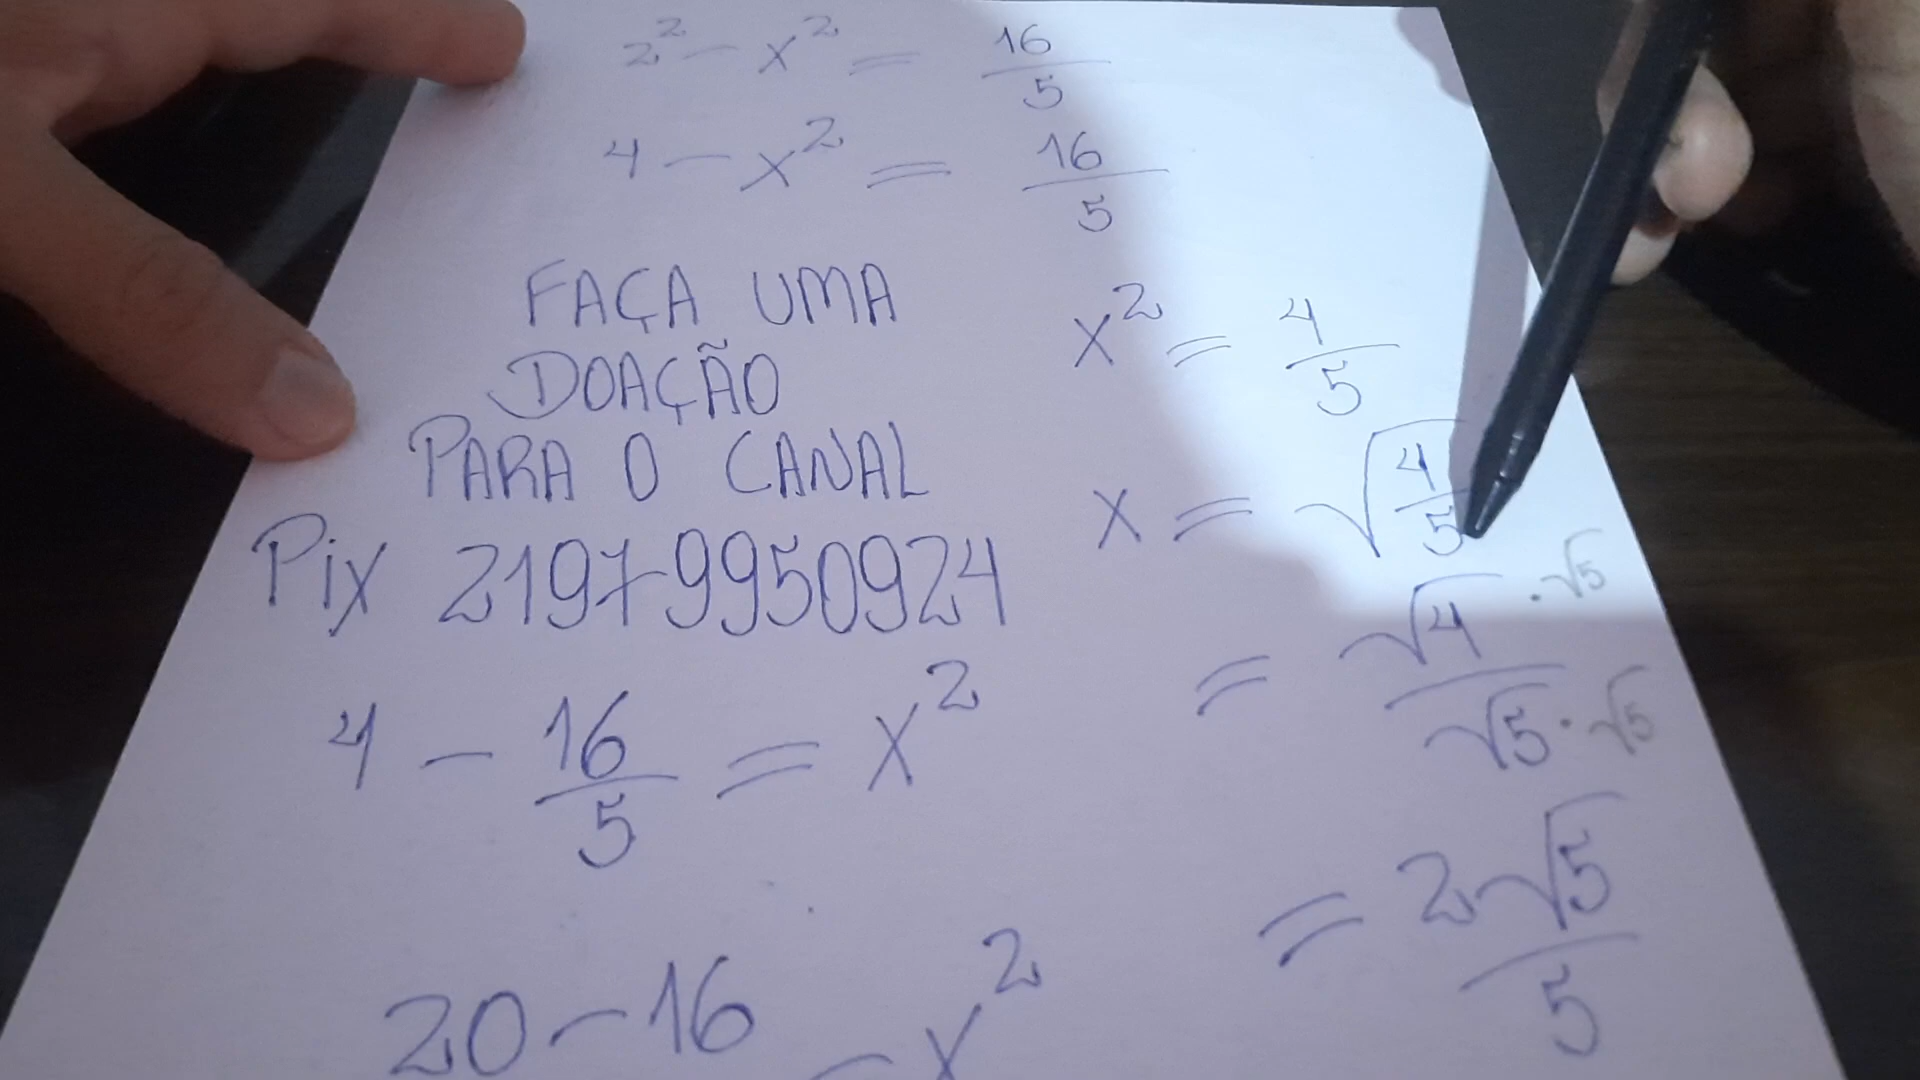 2² - x² = 16/5
4 - x² = 16/5
FAÇA UMA
DOAÇÃO
PARA O CANAL
Pix 21979950924
4 - 16/5 = x²
20 - 16 = x²
x² = 4/5
x = √(4/5)
= √4/√5 · √5/√5
= 2√5/5